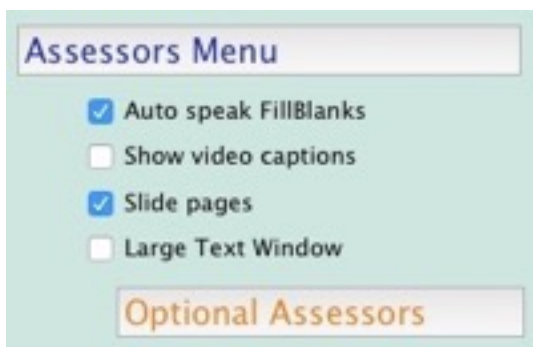 Assessors Menu
Auto speak FillBlanks
Show video captions
Slide pages
Large Text Window
Optional Assessors